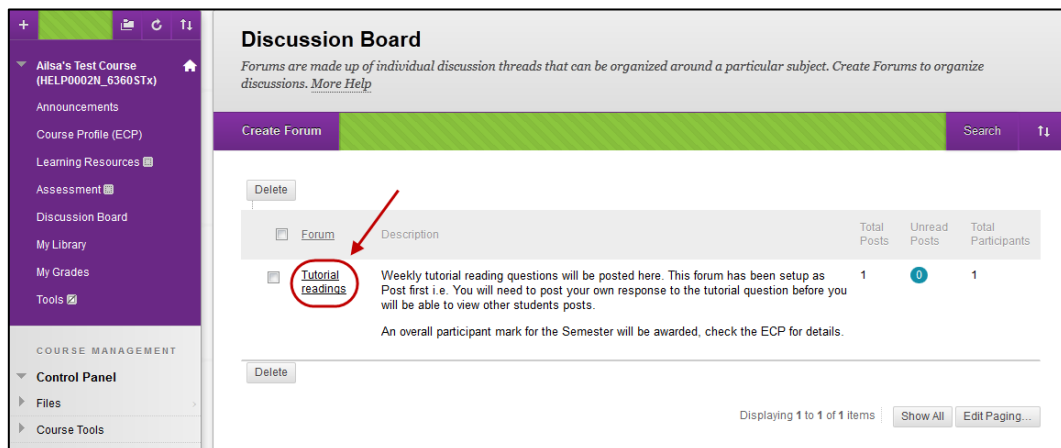 Ailsa's Test Course
(HELP0002N_6360STx)
Announcements
Course Profile (ECP)
Learning Resources
Assessment
Discussion Board
My Library
My Grades
Tools
COURSE MANAGEMENT
Control Panel
Files
Course Tools
Discussion Board
Forums are made up of individual discussion threads that can be organized around a particular subject. Create Forums to organize
discussions. More Help
Create Forum
Search
Delete
Forum Description Total Posts Unread Posts Total Participants
Tutorial
readings
Weekly tutorial reading questions will be posted here. This forum has been setup as
Post first i.e. You will need to post your own response to the tutorial question before you
will be able to view other students posts.
An overall participant mark for the Semester will be awarded, check the ECP for details.
1 0 1
Delete
Displaying 1 to 1 of 1 items Show All Edit Paging...